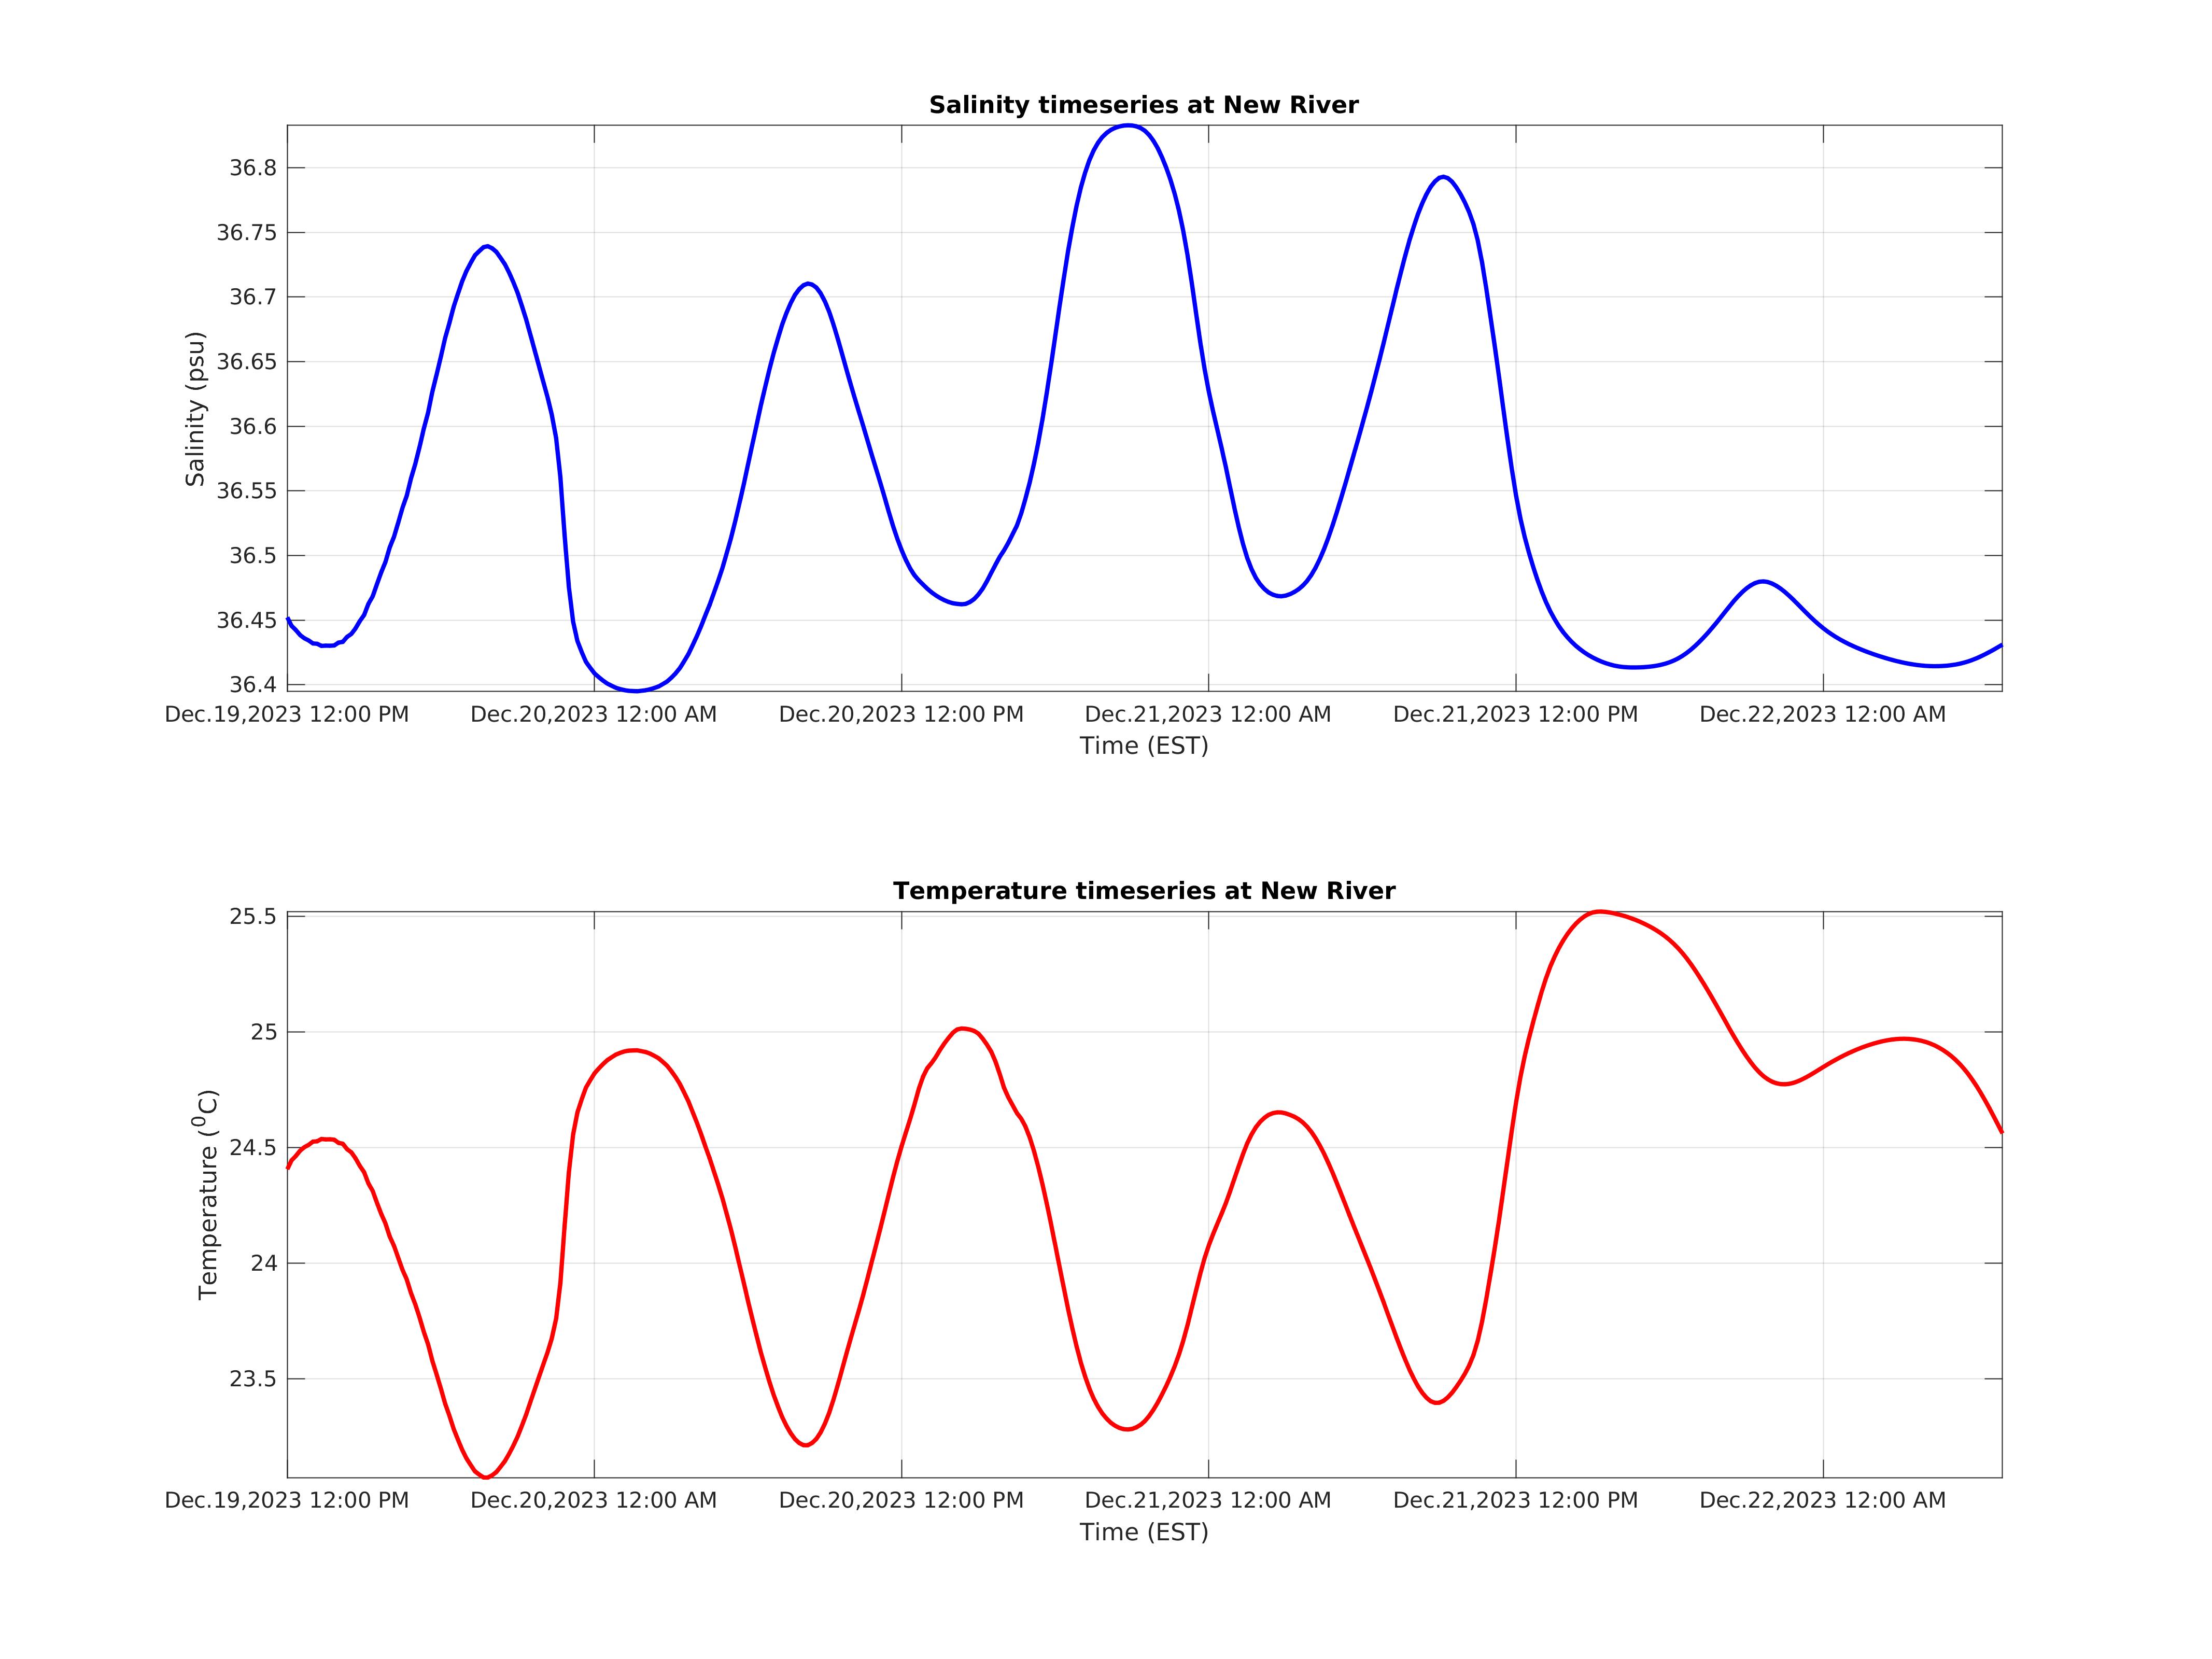 Salinity timeseries at New River
36.8
36.75
36.7
36.65
36.6
36.55
36.5
36.45
36.4
Salinity (psu)
Dec.19,2023 12:00 PM Dec.20,2023 12:00 AM Dec.20,2023 12:00 PM Dec.21,2023 12:00 AM Dec.21,2023 12:00 PM Dec.22,2023 12:00 AM
Time (EST)
Temperature timeseries at New River
25.5
25
24.5
24
23.5
Temperature (⁰C)
Dec.19,2023 12:00 PM Dec.20,2023 12:00 AM Dec.20,2023 12:00 PM Dec.21,2023 12:00 AM Dec.21,2023 12:00 PM Dec.22,2023 12:00 AM
Time (EST)